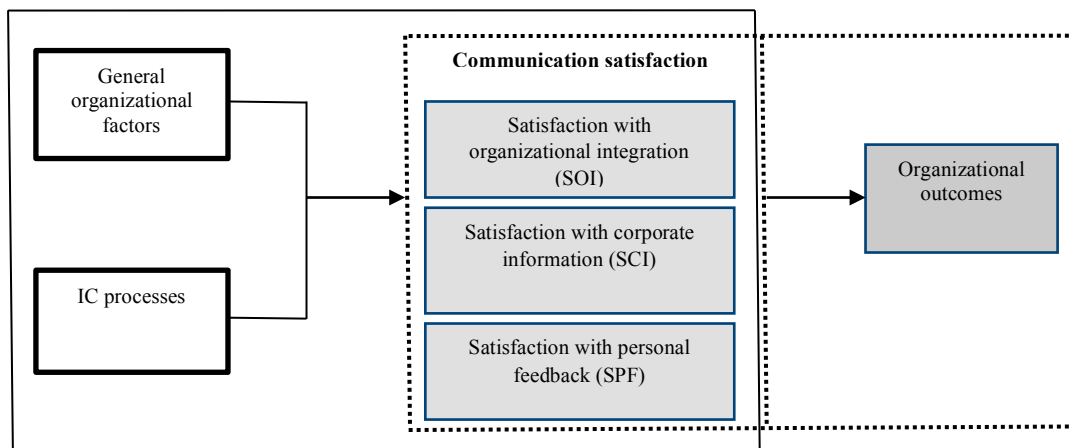 General
organizational
factors
IC processes
Communication satisfaction
Satisfaction with
organizational integration
(SOI)
Satisfaction with corporate
information (SCI)
Satisfaction with personal
feedback (SPF)
Organizational
outcomes